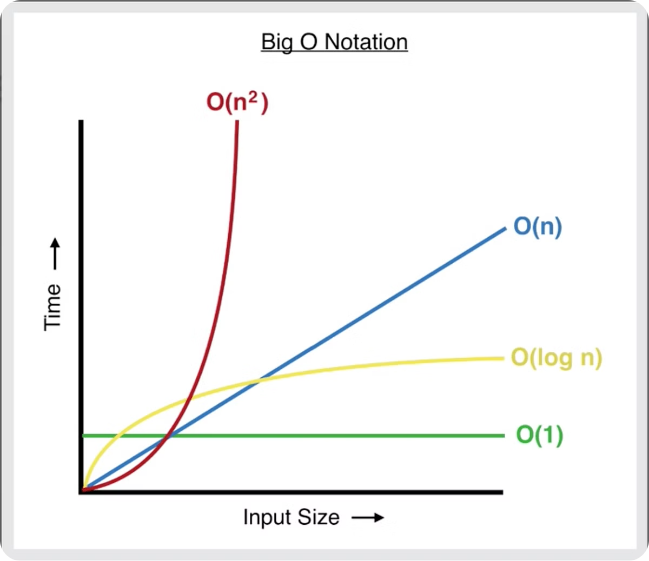 Big O Notation
O(n²)
O(n)
O(log n)
O(1)
Time →
Input Size →